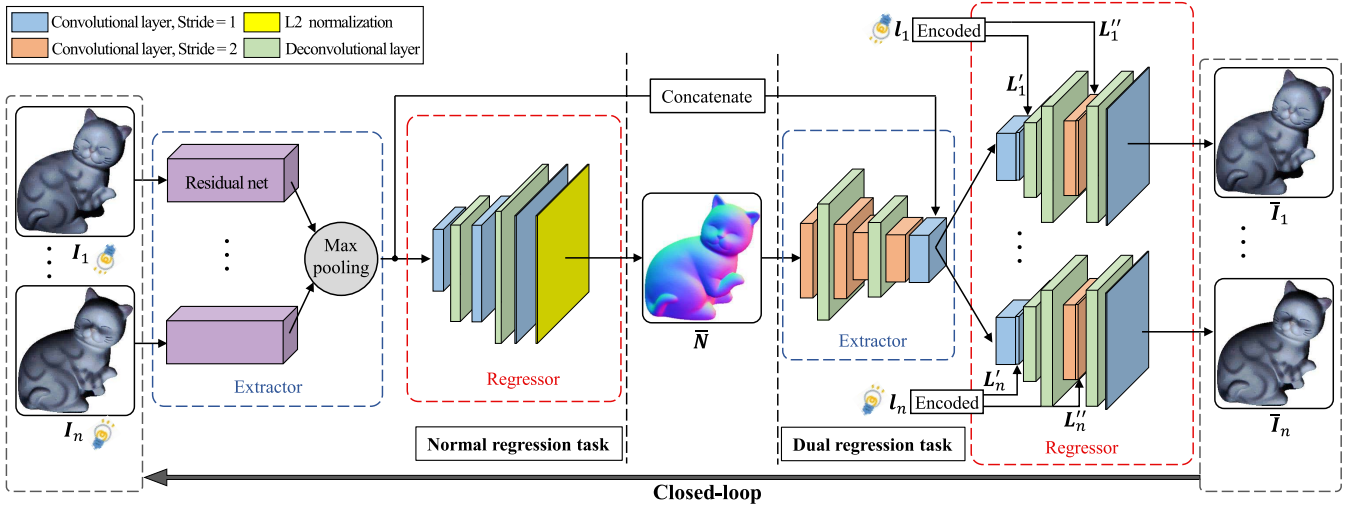 Convolutional layer, Stride = 1
L2 normalization
Convolutional layer, Stride = 2
Deconvolutional layer
l₁ Encoded
L₁′
L₁′′
Concatenate
Residual net
Max
pooling
I₁
Iₙ
Extractor
Regressor
N̄
Extractor
lₙ Encoded
Lₙ′
Lₙ′′
Regressor
Ī₁
Īₙ
Normal regression task
Dual regression task
Closed-loop